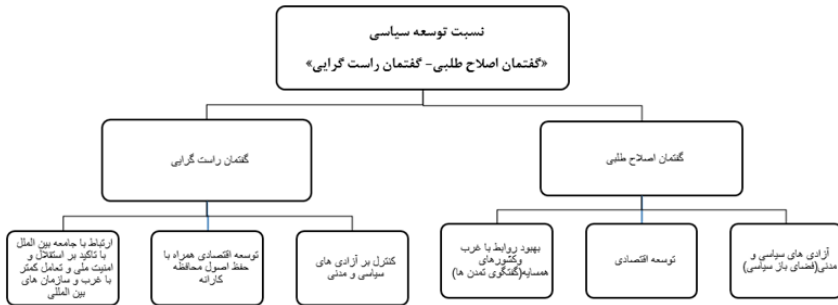 نسبت توسعه سیاسی
«گفتمان اصلاح طلبی- گفتمان راست گرایی»
گفتمان اصلاح طلبی
گفتمان راست گرایی
آزادی های سیاسی و
مدنی(فضای باز سیاسی)
توسعه اقتصادی
بهبود روابط با غرب
وکشورهای
همسایه(گفتگوی تمدن ها)
کنترل بر آزادی های
سیاسی و مدنی
توسعه اقتصادی همراه با
حفظ اصول محافظه
کارانه
ارتباط با جامعه بین الملل
با تاکید بر استقلال و
امنیت ملی و تعامل کمتر
با غرب و سازمان های
بین المللی